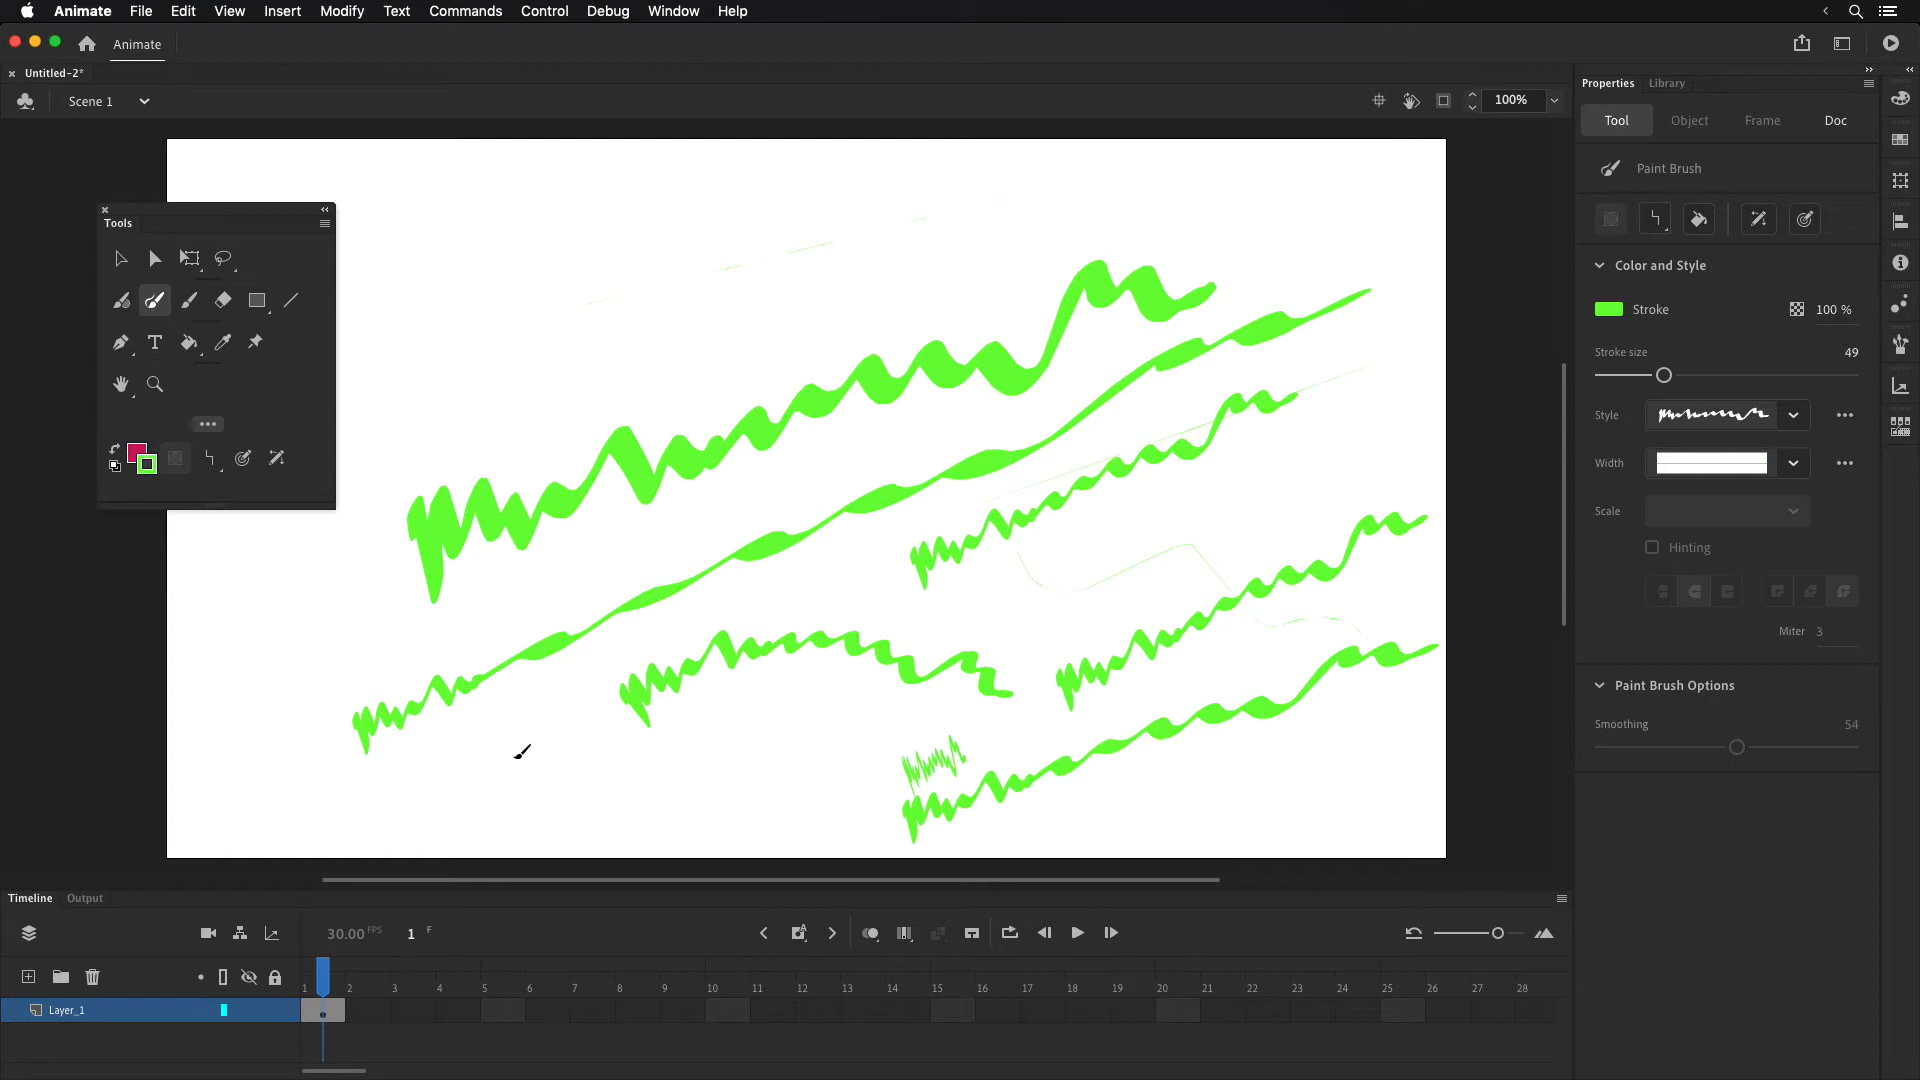 Animate File Edit View Insert Modify Text Commands Control Debug Window Help
Animate
Untitled-2*
Scene 1
100%
Properties Library
Tool Object Frame Doc
Paint Brush
Color and Style
Stroke 100 %
Stroke size 49
Style
Width
Scale
Hinting
Miter 3
Paint Brush Options
Smoothing 54
Tools
Timeline Output
30.00 FPS 1 F
1 2 3 4 5 6 7 8 9 10 11 12 13 14 15 16 17 18 19 20 21 22 23 24 25 26 27 28
Layer_1